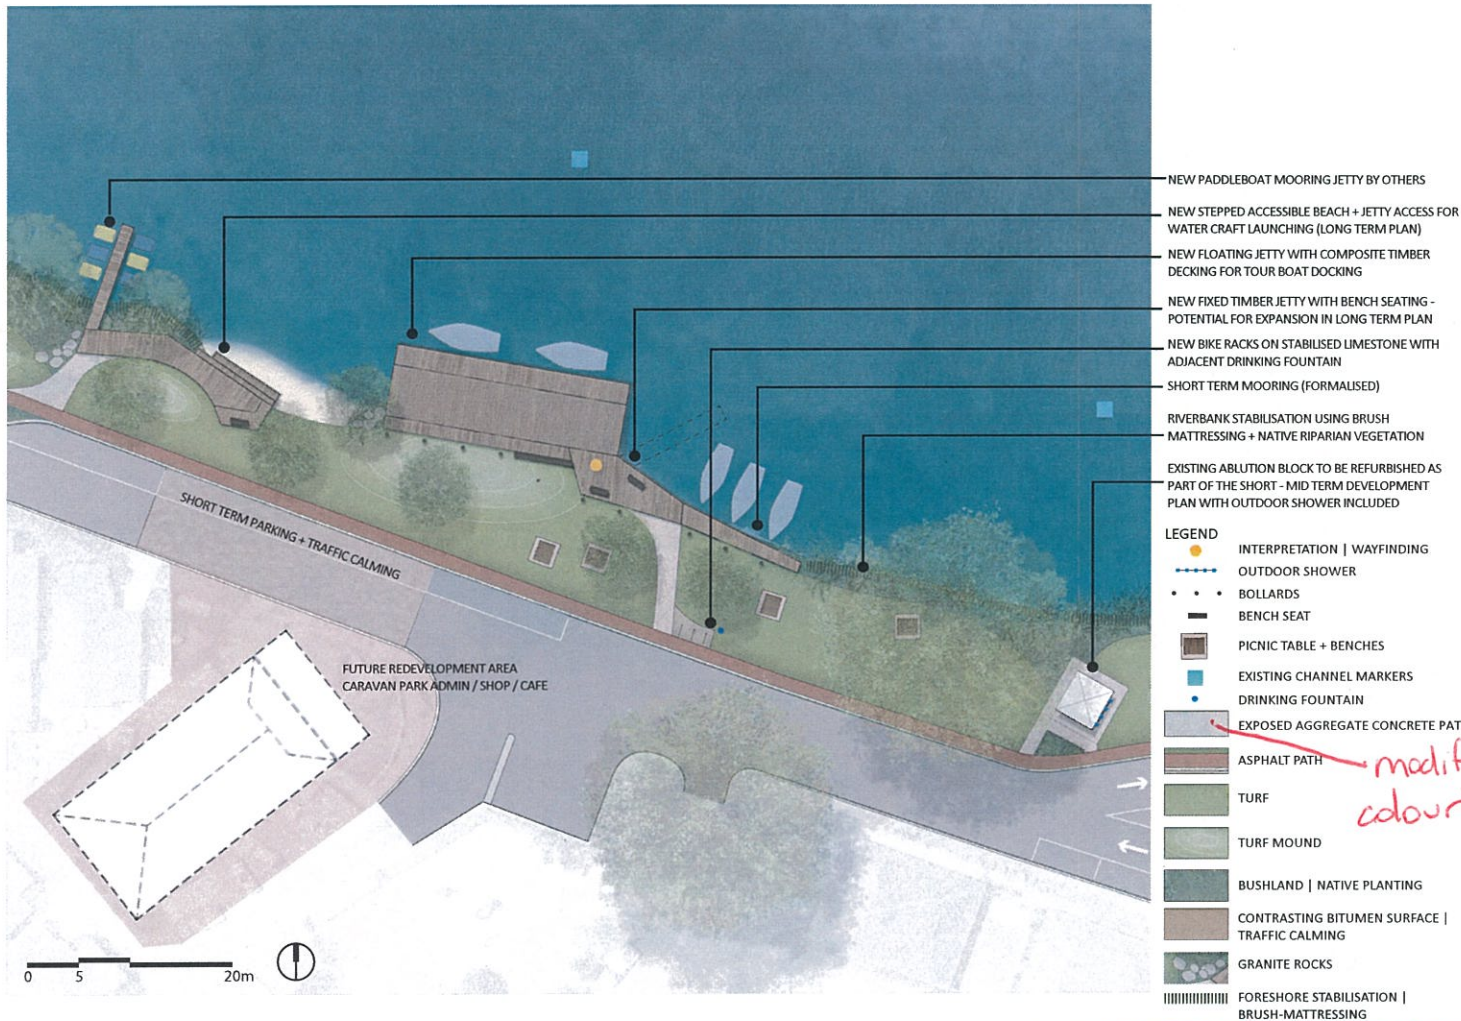 NEW PADDLEBOAT MOORING JETTY BY OTHERS
NEW STEPPED ACCESSIBLE BEACH + JETTY ACCESS FOR
WATER CRAFT LAUNCHING (LONG TERM PLAN)
NEW FLOATING JETTY WITH COMPOSITE TIMBER
DECKING FOR TOUR BOAT DOCKING
NEW FIXED TIMBER JETTY WITH BENCH SEATING -
POTENTIAL FOR EXPANSION IN LONG TERM PLAN
NEW BIKE RACKS ON STABILISED LIMESTONE WITH
ADJACENT DRINKING FOUNTAIN
SHORT TERM MOORING (FORMALISED)
RIVERBANK STABILISATION USING BRUSH
MATTRESSING + NATIVE RIPARIAN VEGETATION
EXISTING ABLUTION BLOCK TO BE REFURBISHED AS
PART OF THE SHORT - MID TERM DEVELOPMENT
PLAN WITH OUTDOOR SHOWER INCLUDED
SHORT TERM PARKING + TRAFFIC CALMING
FUTURE REDEVELOPMENT AREA
CARAVAN PARK ADMIN / SHOP / CAFE
LEGEND
INTERPRETATION | WAYFINDING
OUTDOOR SHOWER
BOLLARDS
BENCH SEAT
PICNIC TABLE + BENCHES
EXISTING CHANNEL MARKERS
DRINKING FOUNTAIN
EXPOSED AGGREGATE CONCRETE PAT
ASPHALT PATH
modif
colour
TURF
TURF MOUND
BUSHLAND | NATIVE PLANTING
CONTRASTING BITUMEN SURFACE |
TRAFFIC CALMING
GRANITE ROCKS
FORESHORE STABILISATION |
BRUSH-MATTRESSING
0 5 20m